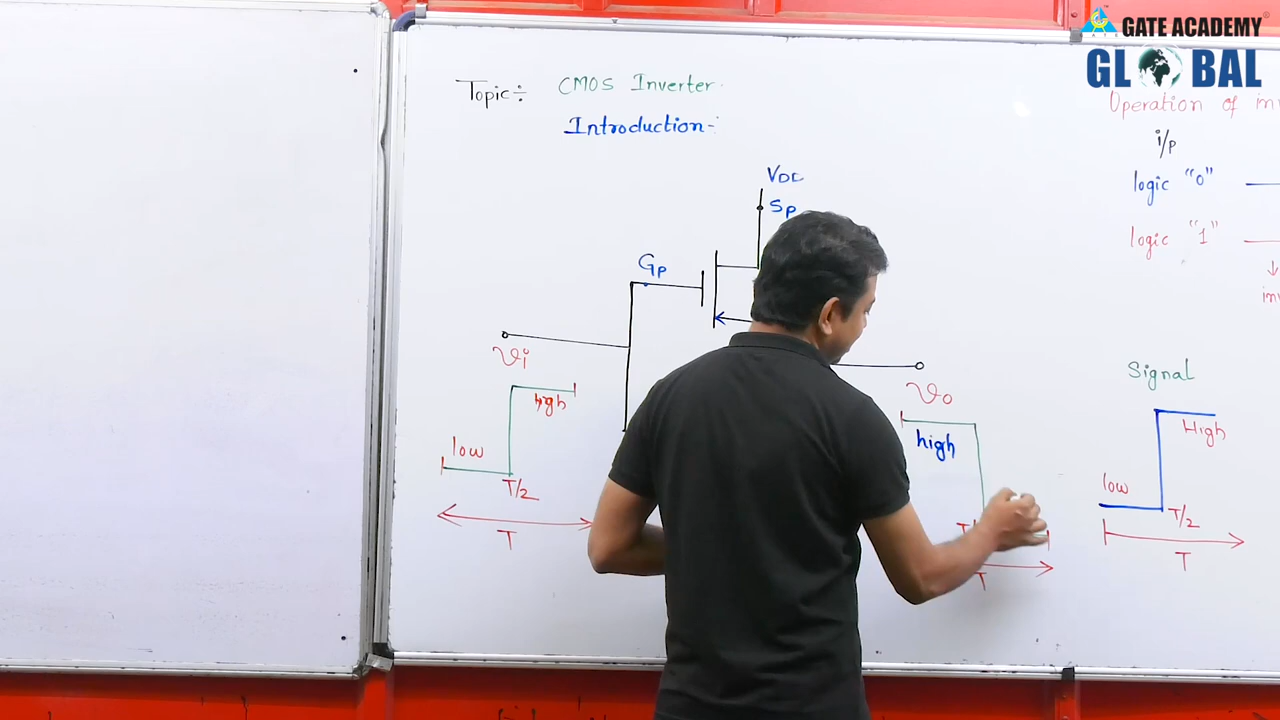 GATE ACADEMY
GLOBAL
Topic÷ CMOS Inverter.
Introduction:-
Operation of
i/p
logic "0"
logic "1"
VDD
Sp
Gp
Vi
high
low
T/2
T
Vo
high
T
Signal
High
low
T/2
T